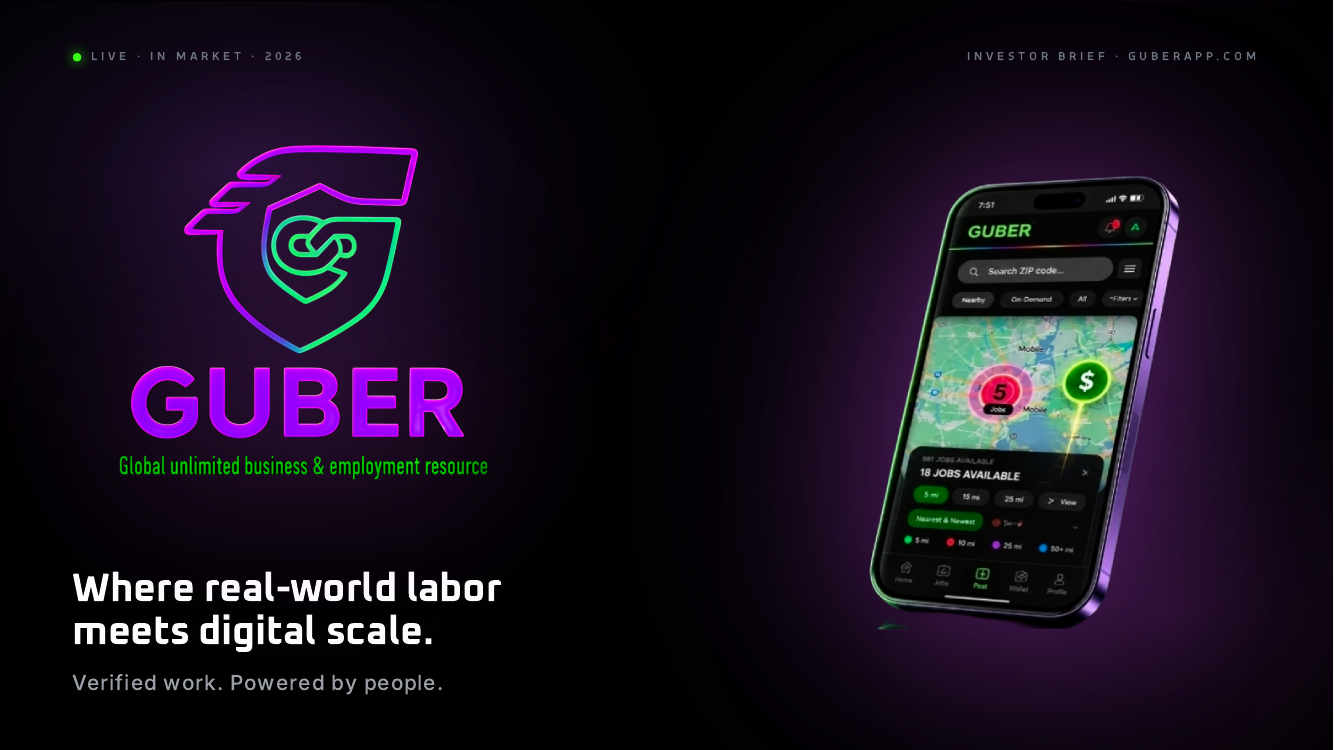 LIVE · IN MARKET · 2026
INVESTOR BRIEF · GUBERAPP.COM
GUBER
Global unlimited business & employment resource
Where real-world labor
meets digital scale.
Verified work. Powered by people.
7:51
GUBER
Search ZIP code...
Nearby On-Demand All Filters
Mobile
$
5
Jobs
Mobile
981 JOBS AVAILABLE
18 JOBS AVAILABLE
5 mi 15 mi 25 mi > View
Nearest & Newest
5 mi 10 mi 25 mi 50+ mi
Home Jobs Post Wallet Profile